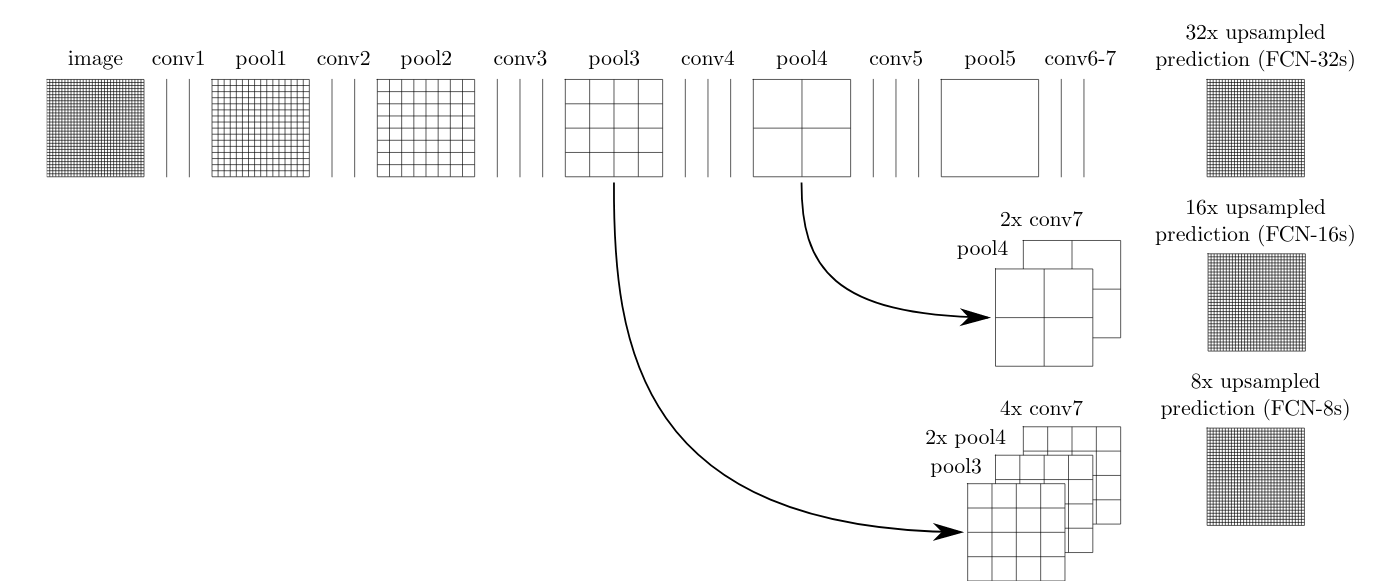 image
conv1
pool1
conv2
pool2
conv3
pool3
conv4
pool4
conv5
pool5
conv6-7
32x upsampled
prediction (FCN-32s)
2x conv7
pool4
16x upsampled
prediction (FCN-16s)
4x conv7
2x pool4
pool3
8x upsampled
prediction (FCN-8s)